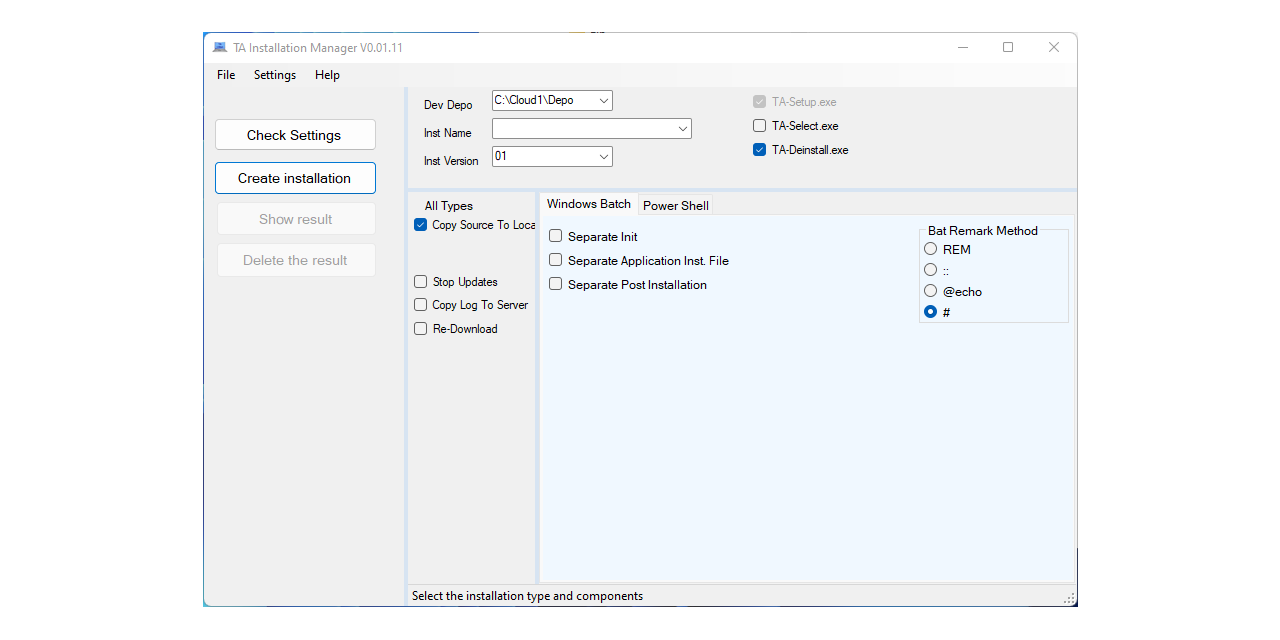 TA Installation Manager V0.01.11
File Settings Help
Check Settings
Create installation
Show result
Delete the result
Dev Depo C:\Cloud1\Depo
Inst Name
Inst Version 01
TA-Setup.exe
TA-Select.exe
TA-Deinstall.exe
All Types
Copy Source To Loca
Stop Updates
Copy Log To Server
Re-Download
Windows Batch Power Shell
Separate Init
Separate Application Inst. File
Separate Post Installation
Bat Remark Method
REM
::
@echo
#
Select the installation type and components